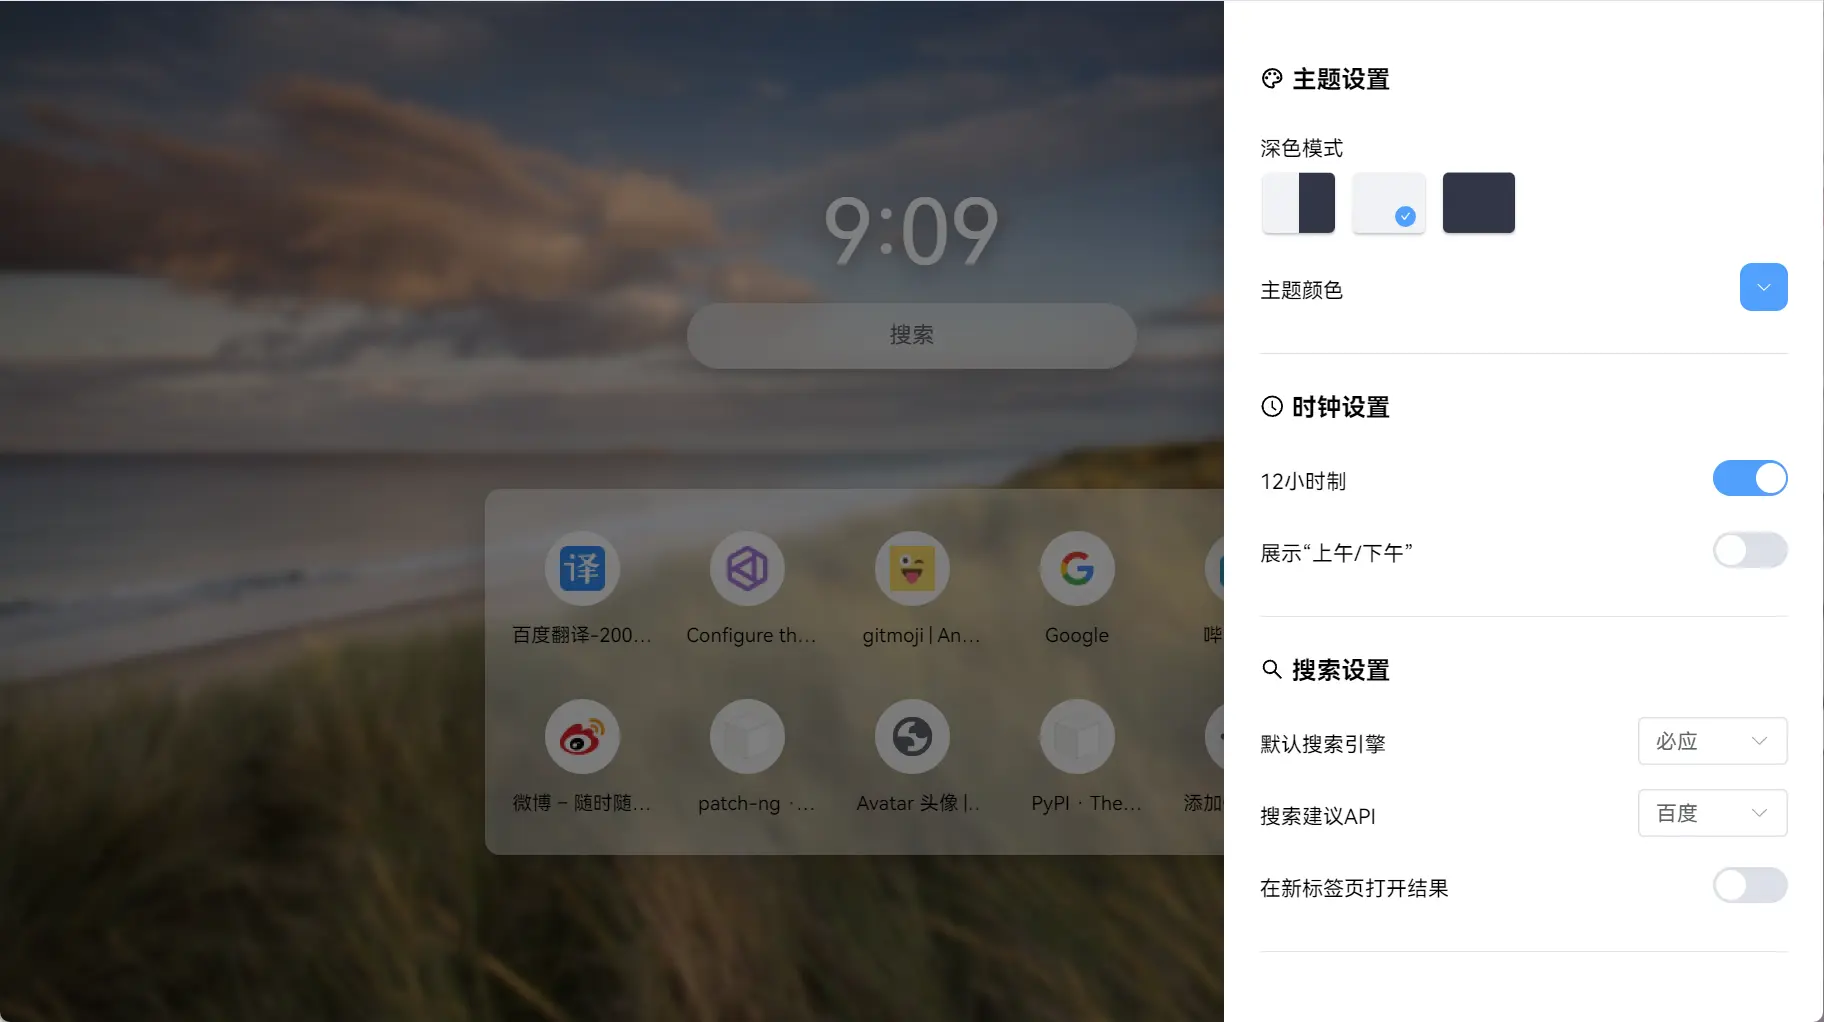 9:09
搜索
译
百度翻译-200...
Configure th...
gitmoji | An...
Google
哔
微博 - 随时随...
patch-ng ·...
Avatar 头像 |..
PyPI · The...
添加
主题设置
深色模式
主题颜色
时钟设置
12小时制
展示“上午/下午”
搜索设置
默认搜索引擎
必应
搜索建议API
百度
在新标签页打开结果